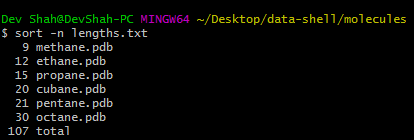 Dev Shah@DevShah-PC MINGW64 ~/Desktop/data-shell/molecules
$ sort -n lengths.txt
   9 methane.pdb
  12 ethane.pdb
  15 propane.pdb
  20 cubane.pdb
  21 pentane.pdb
  30 octane.pdb
 107 total